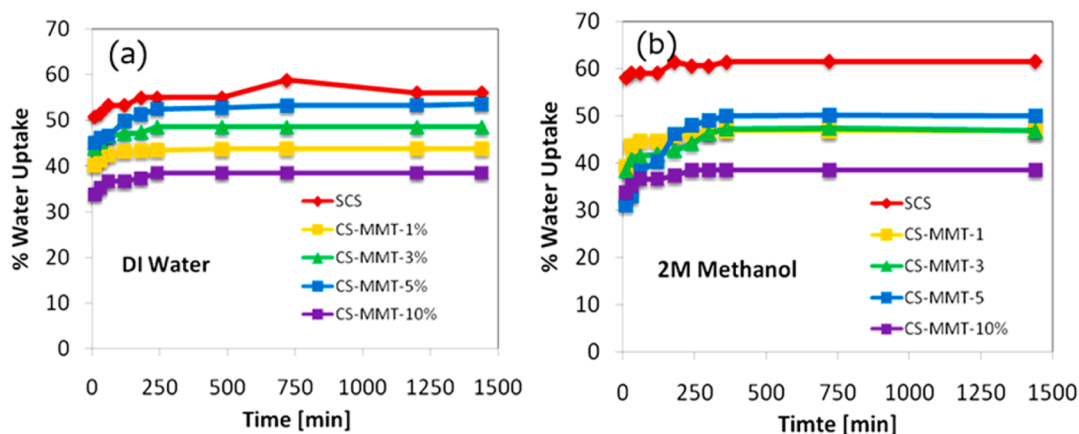 (a)
70
60
50
40
30
20
10
0
% Water Uptake
SCS
CS-MMT-1%
CS-MMT-3%
CS-MMT-5%
CS-MMT-10%
DI Water
0 250 500 750 1000 1250 1500
Time [min]
(b)
70
60
50
40
30
20
10
0
% Water Uptake
SCS
CS-MMT-1
CS-MMT-3
CS-MMT-5
CS-MMT-10%
2M Methanol
0 250 500 750 1000 1250 1500
Timte [min]